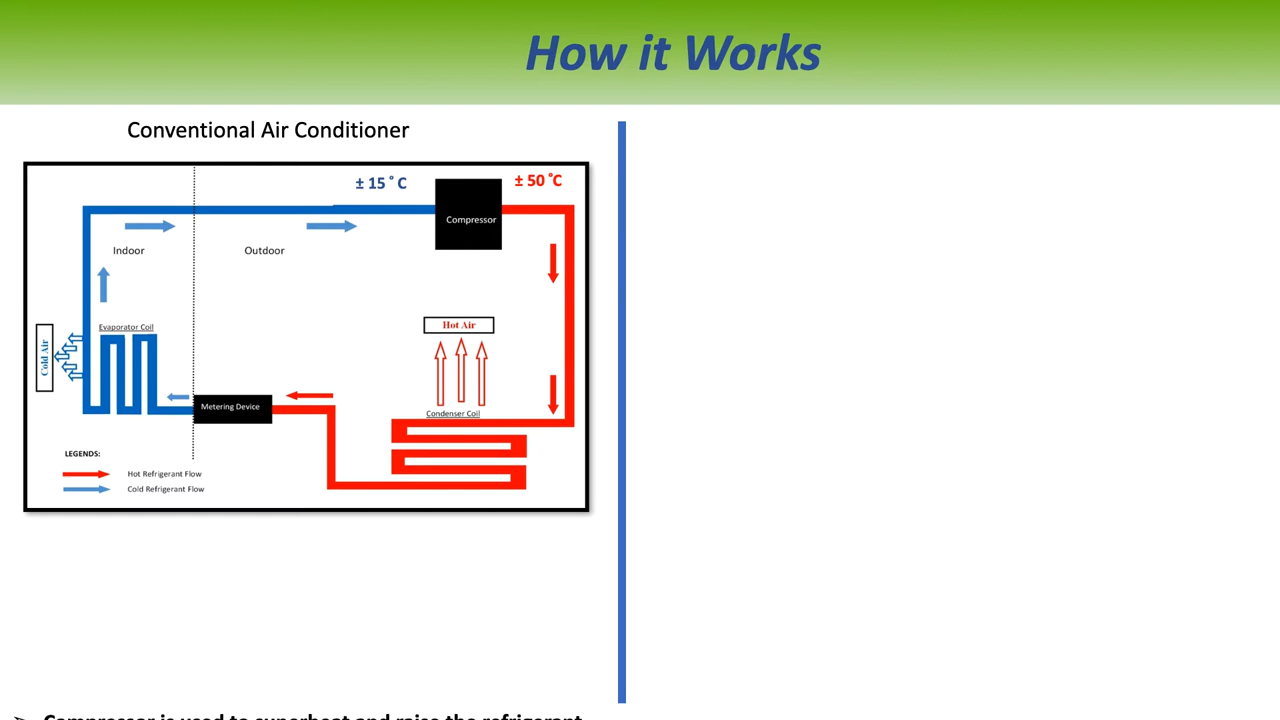 How it Works
Conventional Air Conditioner
± 15 ° C
± 50 °C
Compressor
Indoor
Outdoor
Hot Air
Evaporator Coil
Cold Air
Metering Device
Condenser Coil
LEGENDS:
Hot Refrigerant Flow
Cold Refrigerant Flow
➢ Compressor is used to superheat and raise the refrigerant